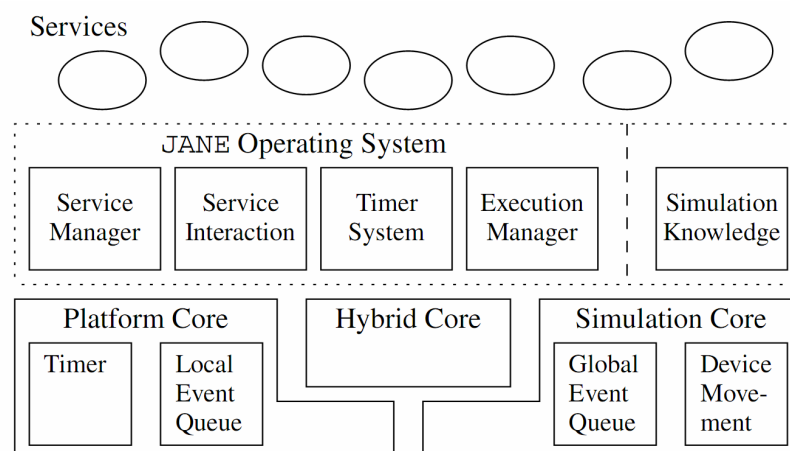 Services
JANE Operating System
Service
Manager
Service
Interaction
Timer
System
Execution
Manager
Simulation
Knowledge
Platform Core
Hybrid Core
Simulation Core
Timer
Local
Event
Queue
Global
Event
Queue
Device
Move-
ment